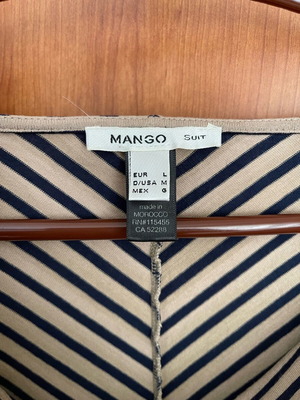 MANGO SUIT
EUR L
D/USA M
MEX G
made in
MOROCCO
RN#115455
CA 52288